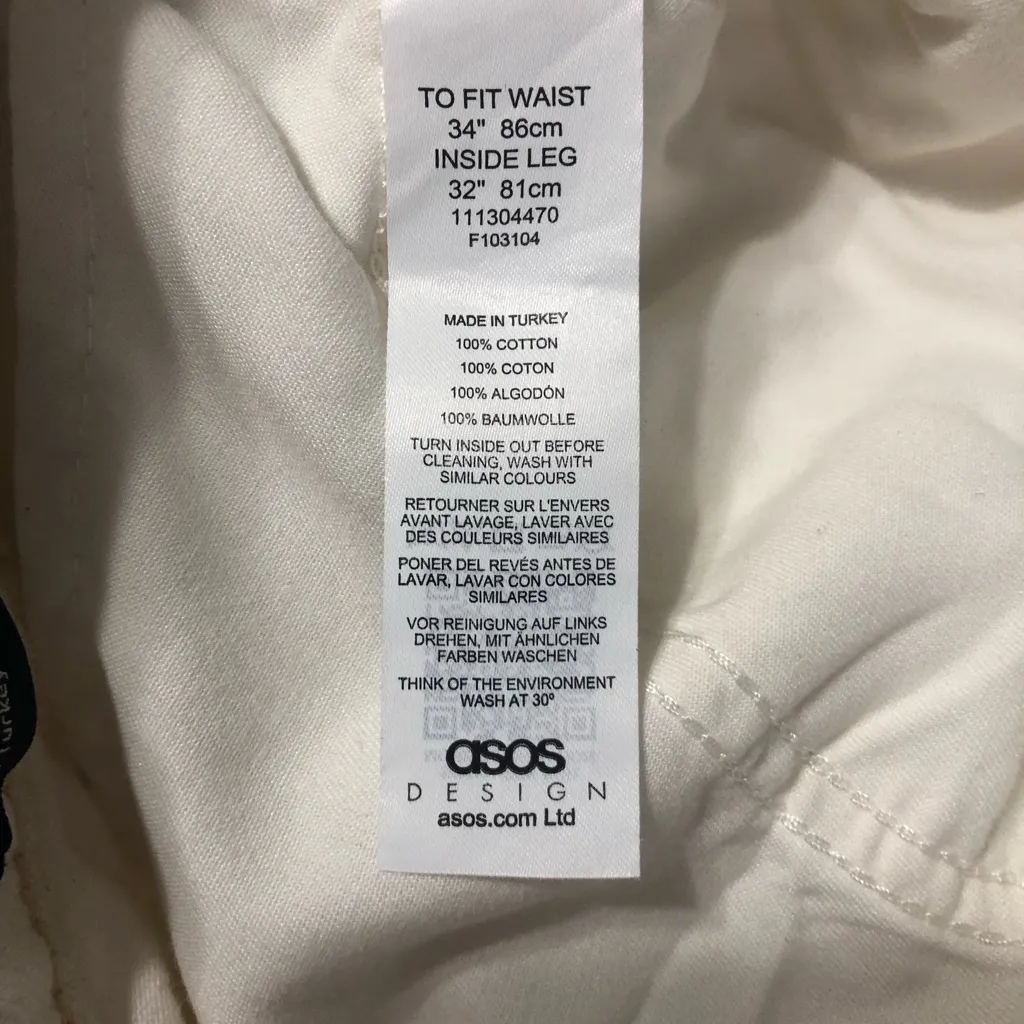 TO FIT WAIST
34" 86cm
INSIDE LEG
32" 81cm
111304470
F103104
MADE IN TURKEY
100% COTTON
100% COTON
100% ALGODÓN
100% BAUMWOLLE
TURN INSIDE OUT BEFORE
CLEANING, WASH WITH
SIMILAR COLOURS
RETOURNER SUR L'ENVERS
AVANT LAVAGE, LAVER AVEC
DES COULEURS SIMILAIRES
PONER DEL REVÉS ANTES DE
LAVAR, LAVAR CON COLORES
SIMILARES
VOR REINIGUNG AUF LINKS
DREHEN, MIT ÄHNLICHEN
FARBEN WASCHEN
THINK OF THE ENVIRONMENT
WASH AT 30º
asos
DESIGN
asos.com Ltd
Turkey